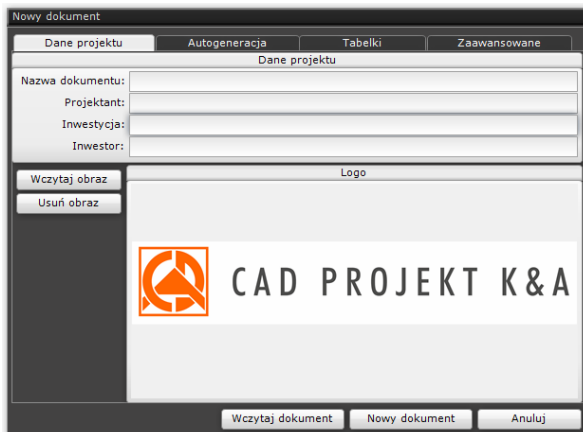 Nowy dokument
Dane projektu Autogeneracja Tabelki Zaawansowane
Dane projektu
Nazwa dokumentu:
Projektant:
Inwestycja:
Inwestor:
Wczytaj obraz
Usuń obraz
Logo
CAD PROJEKT K&A
Wczytaj dokument Nowy dokument Anuluj